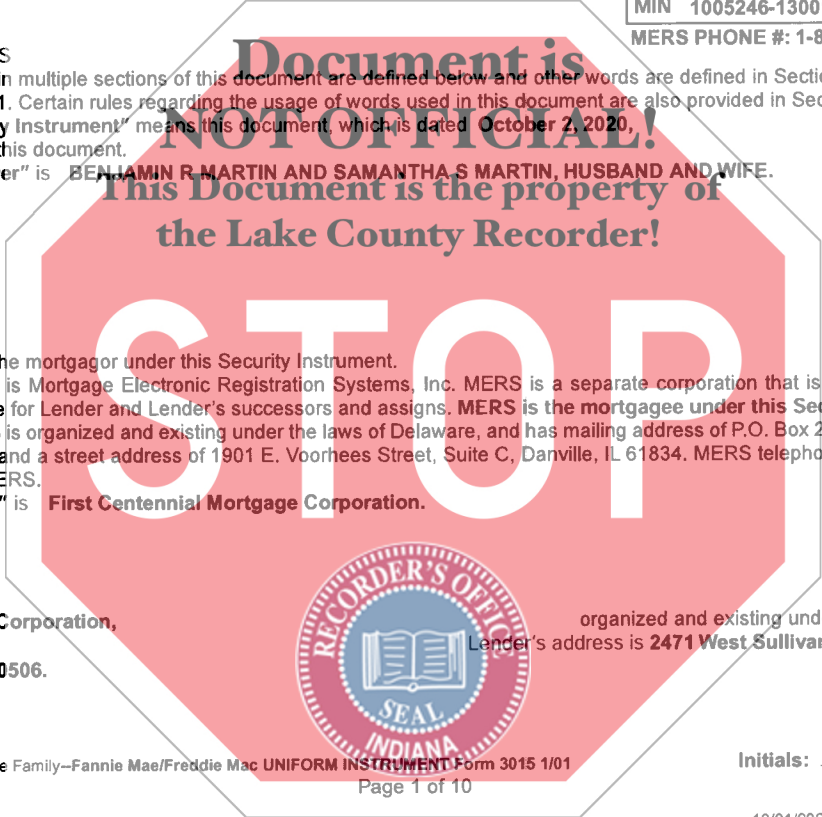 MIN 1005246-1300
MERS PHONE #: 1-8
S
Document is
in multiple sections of this document are defined below and other words are defined in Secti
1. Certain rules regarding the usage of words used in this document are also provided in Sec
NOT OFFICIAL!
y Instrument" means this document, which is dated October 2, 2020,
his document.
er" is BENJAMIN R MARTIN AND SAMANTHA S MARTIN, HUSBAND AND WIFE.
This Document is the property of
the Lake County Recorder!
STOP
he mortgagor under this Security Instrument.
is Mortgage Electronic Registration Systems, Inc. MERS is a separate corporation that is
e for Lender and Lender's successors and assigns. MERS is the mortgagee under this Sec
is organized and existing under the laws of Delaware, and has mailing address of P.O. Box 2
and a street address of 1901 E. Voorhees Street, Suite C, Danville, IL 61834. MERS telepho
ERS.
" is First Centennial Mortgage Corporation.
RECORDER'S OFFICE
SEAL
INDIANA
Corporation, organized and existing und
Lender's address is 2471 West Sullivan
0506.
e Family--Fannie Mae/Freddie Mac UNIFORM INSTRUMENT Form 3015 1/01 Initials:
Page 1 of 10